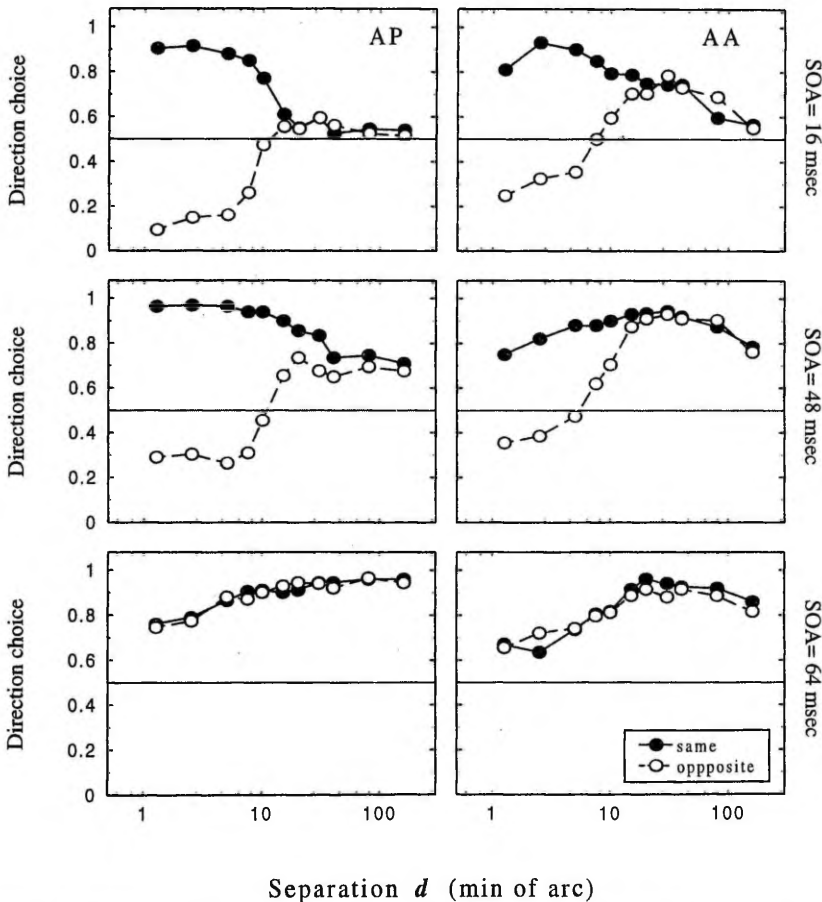 AP
AA
1
0.8
0.6
0.4
0.2
0
Direction choice
SOA= 16 msec
1
0.8
0.6
0.4
0.2
0
Direction choice
SOA= 48 msec
1
0.8
0.6
0.4
0.2
0
Direction choice
SOA= 64 msec
same
oppposite
1 10 100 1 10 100
Separation d (min of arc)